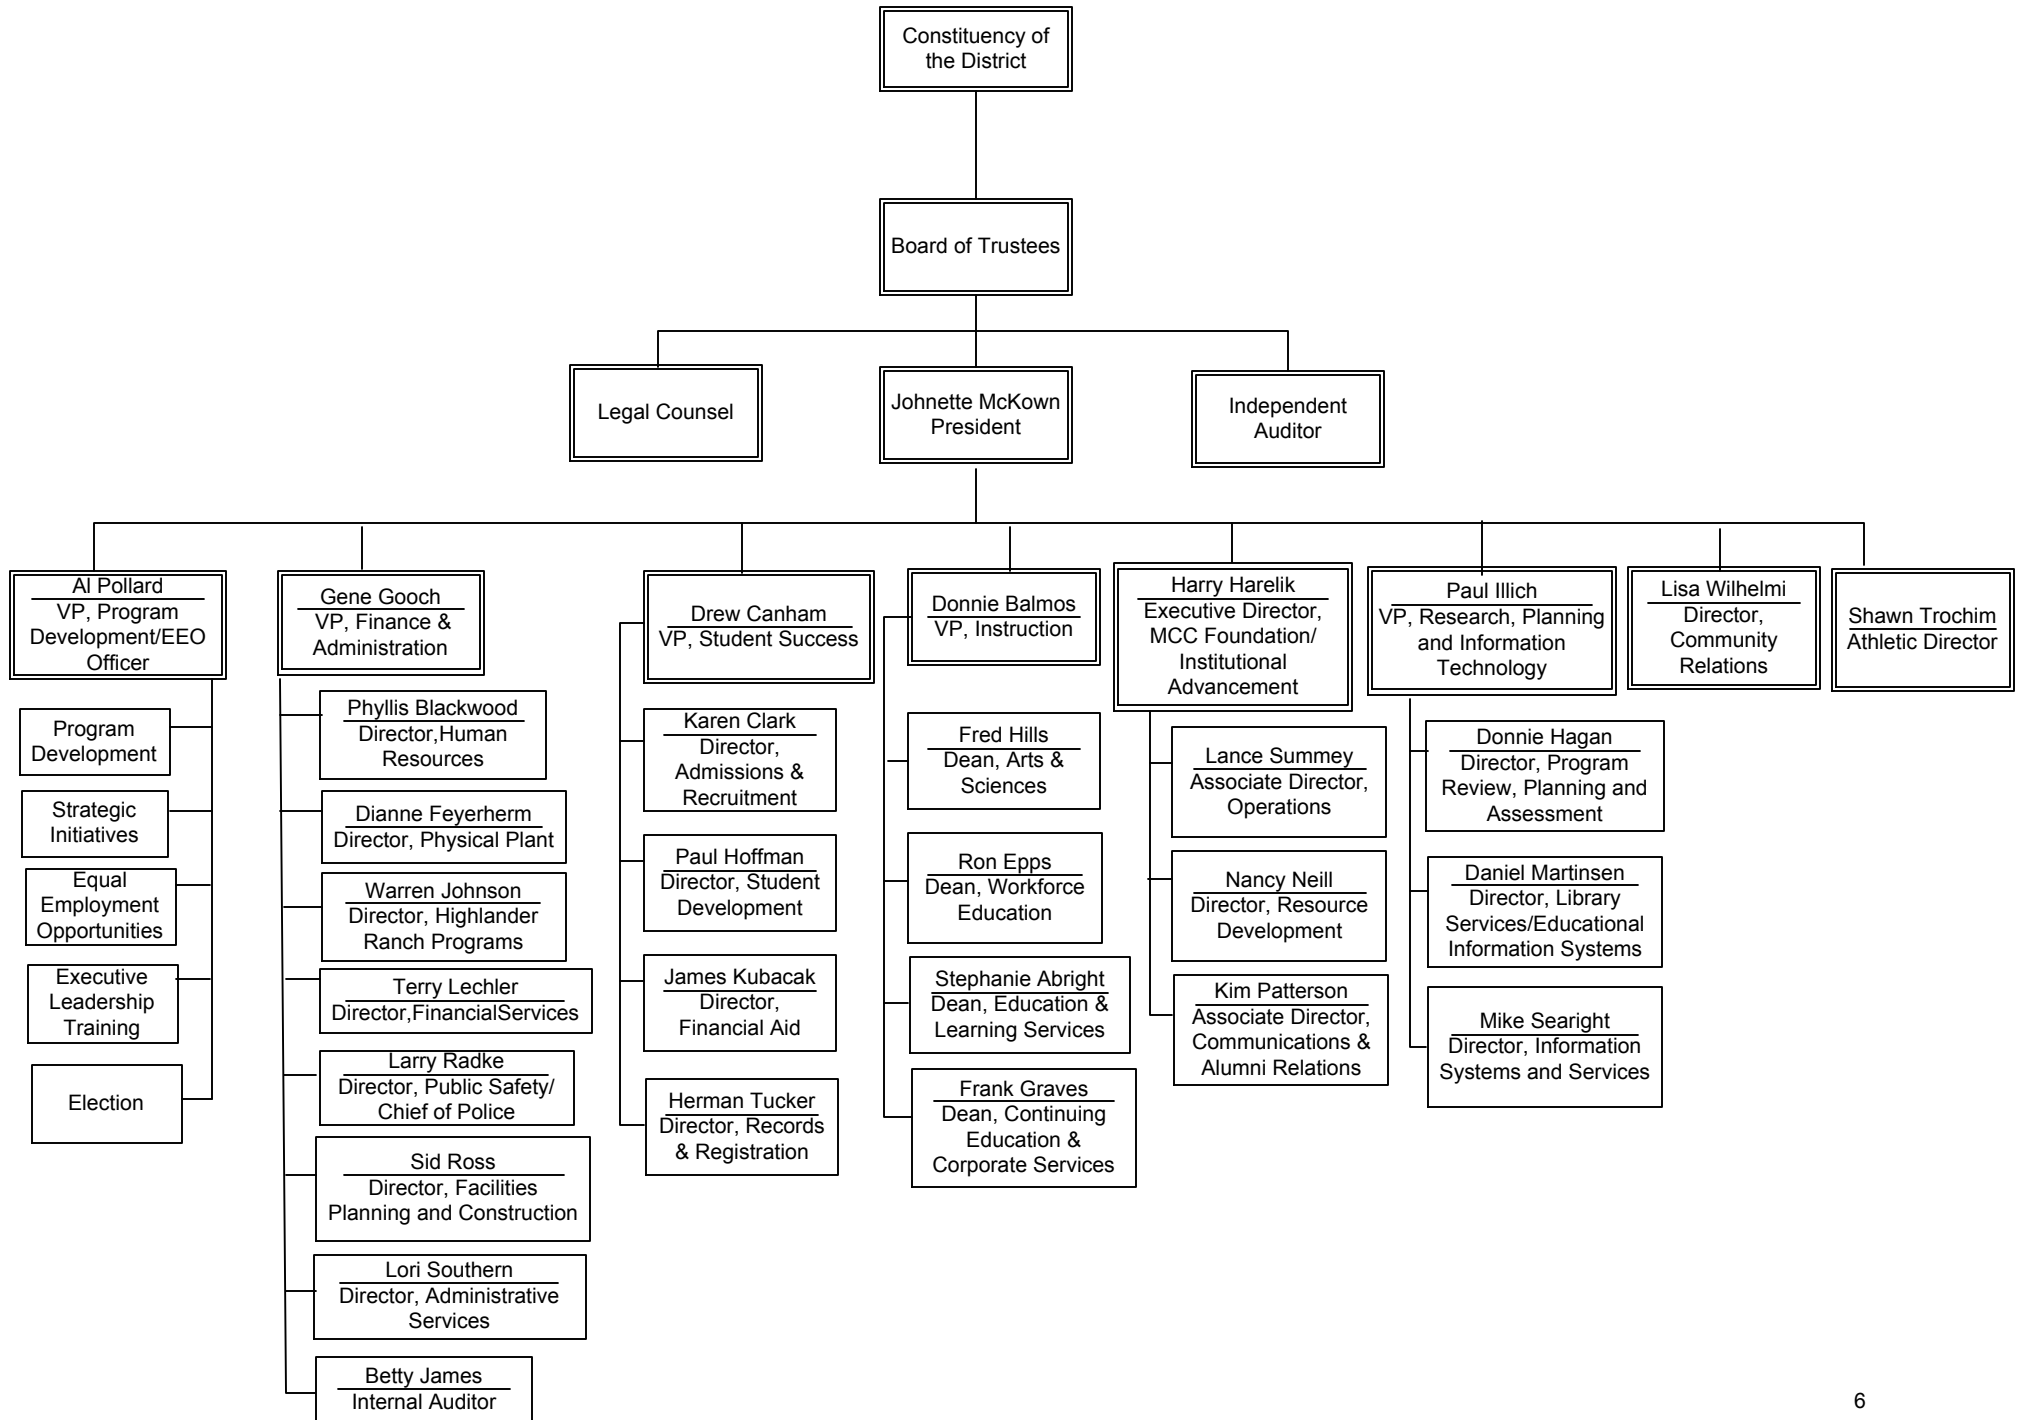 Constituency of
the District
Board of Trustees
Legal Counsel
Johnette McKown
President
Independent
Auditor
Al Pollard
VP, Program
Development/EEO
Officer
Program
Development
Strategic
Initiatives
Equal
Employment
Opportunities
Executive
Leadership
Training
Election
Gene Gooch
VP, Finance &
Administration
Phyllis Blackwood
Director,Human
Resources
Dianne Feyerherm
Director, Physical Plant
Warren Johnson
Director, Highlander
Ranch Programs
Terry Lechler
Director,FinancialServices
Larry Radke
Director, Public Safety/
Chief of Police
Sid Ross
Director, Facilities
Planning and Construction
Lori Southern
Director, Administrative
Services
Betty James
Internal Auditor
Drew Canham
VP, Student Success
Karen Clark
Director,
Admissions &
Recruitment
Paul Hoffman
Director, Student
Development
James Kubacak
Director,
Financial Aid
Herman Tucker
Director, Records
& Registration
Donnie Balmos
VP, Instruction
Fred Hills
Dean, Arts &
Sciences
Ron Epps
Dean, Workforce
Education
Stephanie Abright
Dean, Education &
Learning Services
Frank Graves
Dean, Continuing
Education &
Corporate Services
Harry Harelik
Executive Director,
MCC Foundation/
Institutional
Advancement
Lance Summey
Associate Director,
Operations
Nancy Neill
Director, Resource
Development
Kim Patterson
Associate Director,
Communications &
Alumni Relations
Paul Illich
VP, Research, Planning
and Information
Technology
Donnie Hagan
Director, Program
Review, Planning and
Assessment
Daniel Martinsen
Director, Library
Services/Educational
Information Systems
Mike Searight
Director, Information
Systems and Services
Lisa Wilhelmi
Director,
Community
Relations
Shawn Trochim
Athletic Director
6